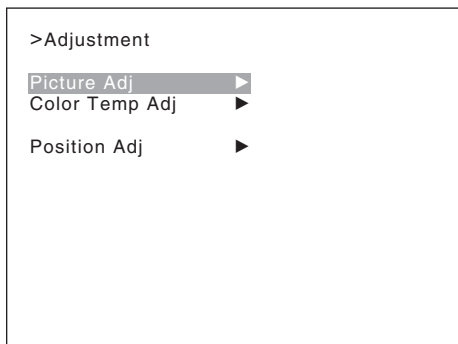 >Adjustment
Picture Adj ►
Color Temp Adj ►
Position Adj ►